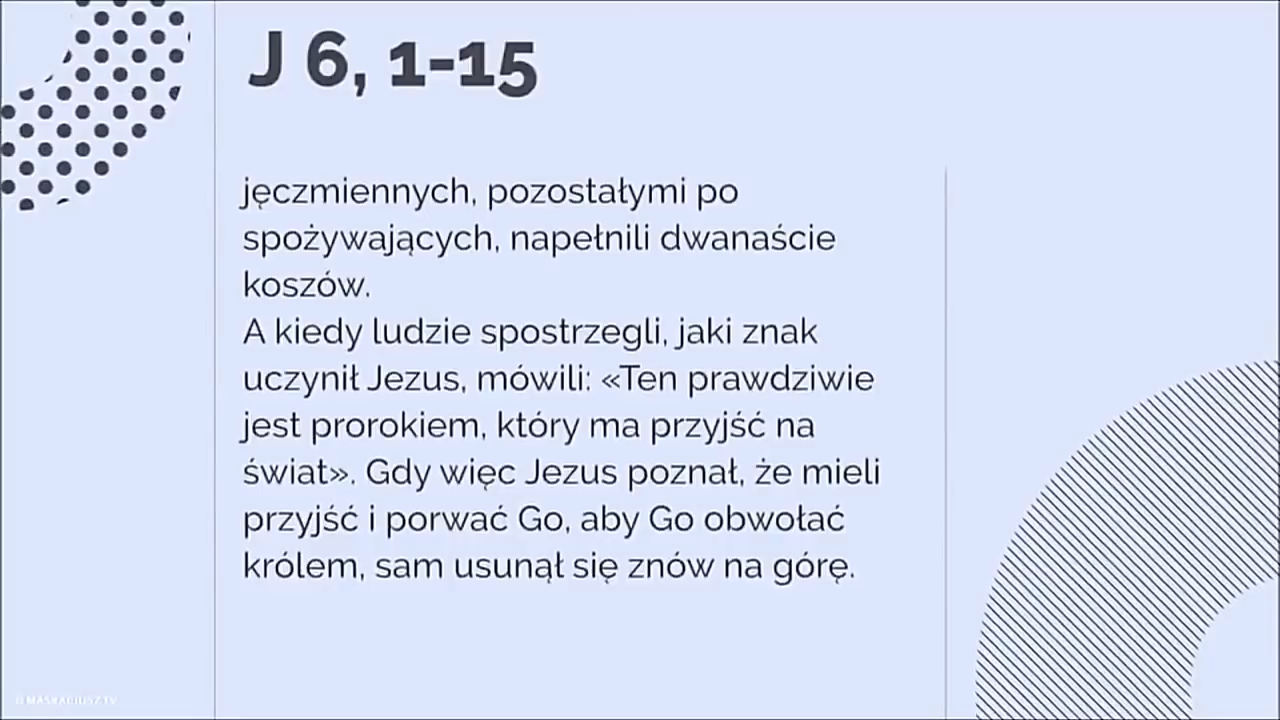 J 6, 1-15
jęczmiennych, pozostałymi po
spożywających, napełnili dwanaście
koszów.
A kiedy ludzie spostrzegli, jaki znak
uczynił Jezus, mówili: «Ten prawdziwie
jest prorokiem, który ma przyjść na
świat». Gdy więc Jezus poznał, że mieli
przyjść i porwać Go, aby Go obwołać
królem, sam usunął się znów na górę.